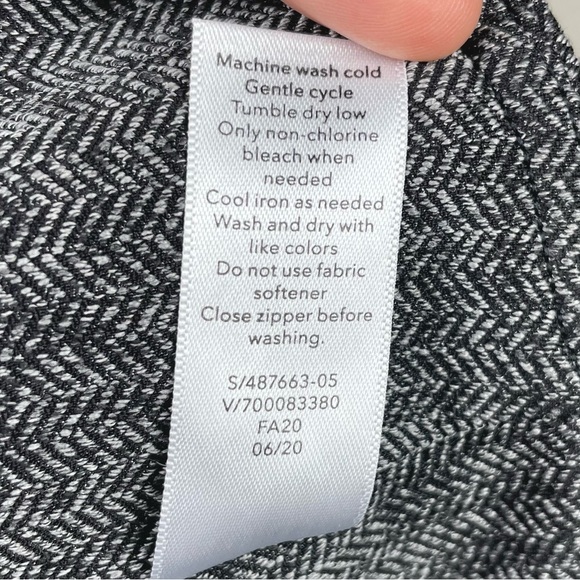 Machine wash cold
Gentle cycle
Tumble dry low
Only non-chlorine
bleach when
needed
Cool iron as needed
Wash and dry with
like colors
Do not use fabric
softener
Close zipper before
washing.
S/487663-05
V/700083380
FA20
06/20